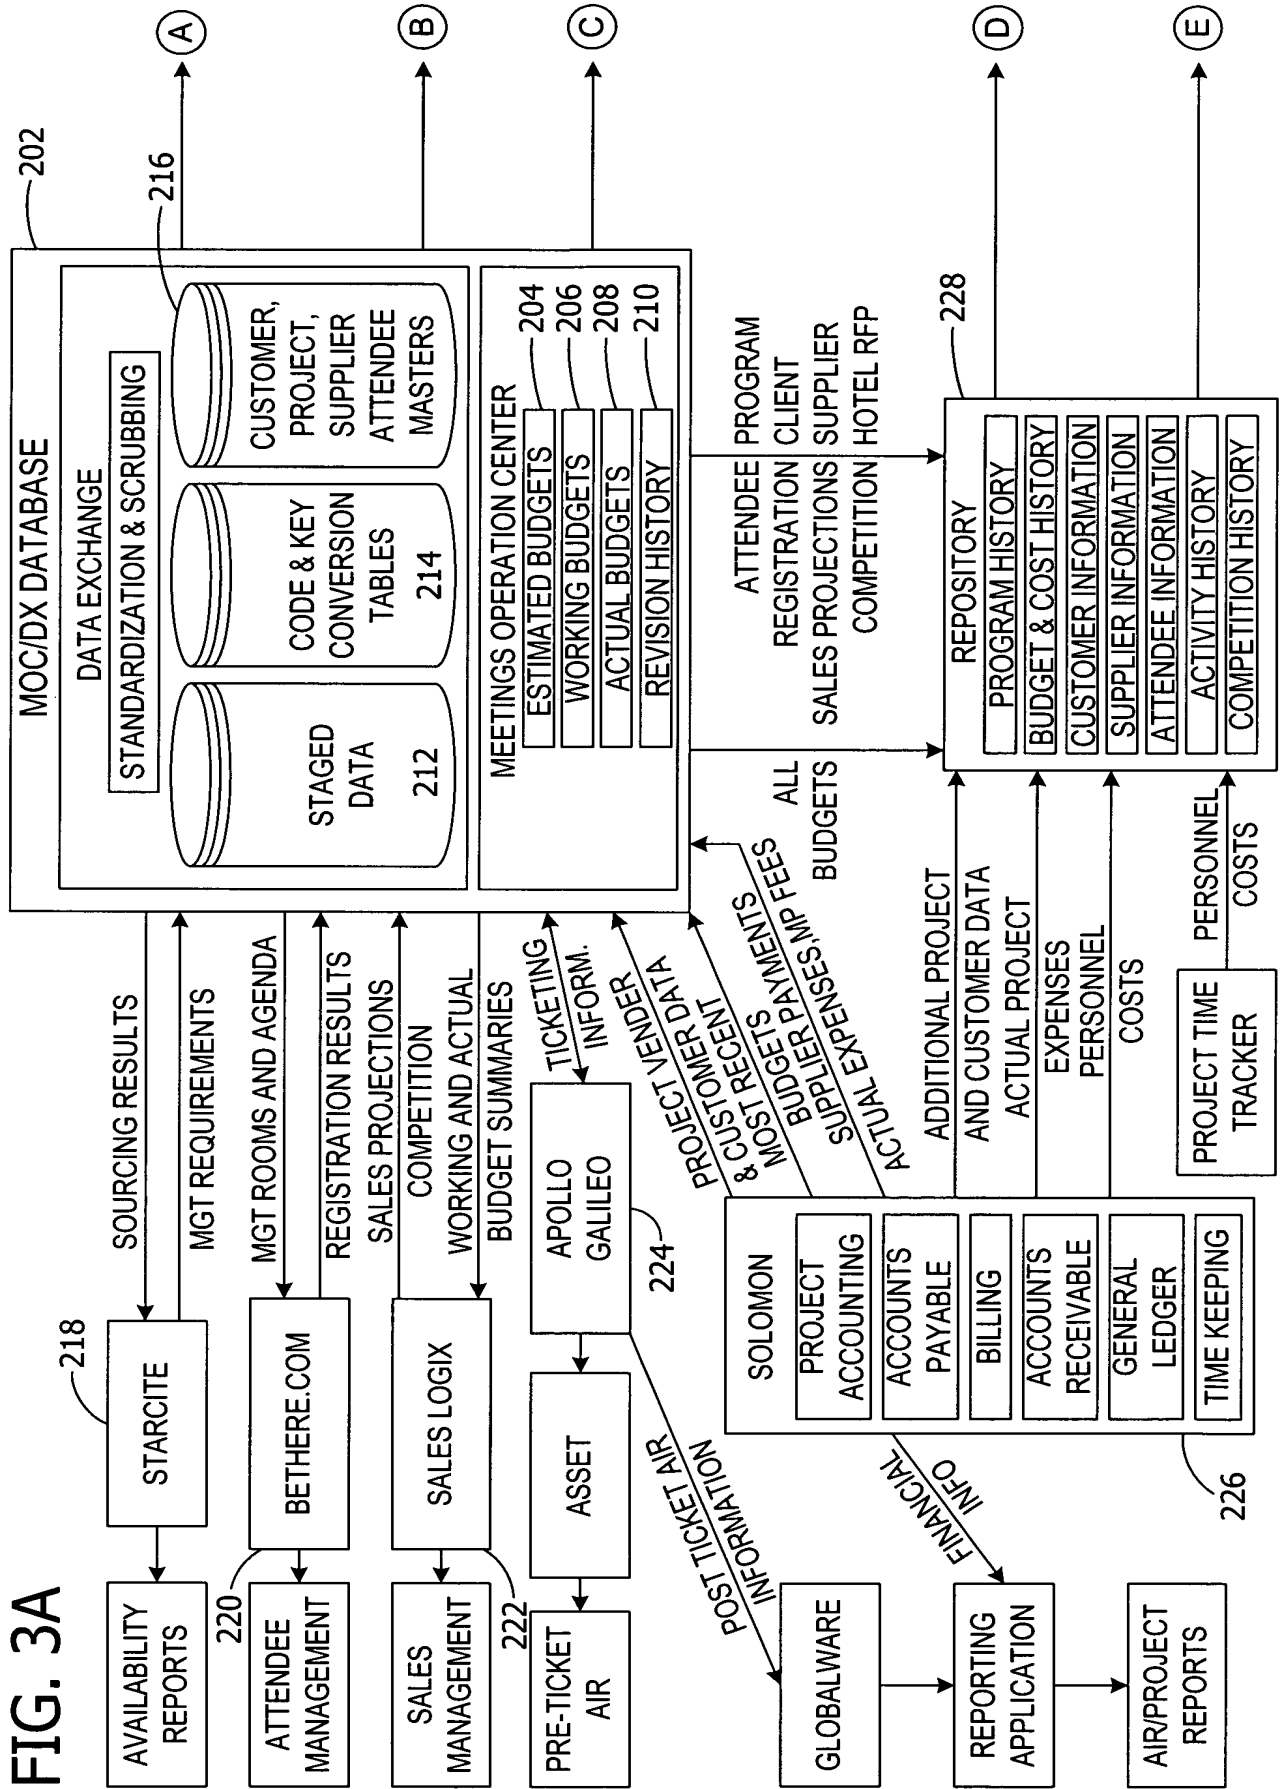 FIG. 3A
MOC/DX DATABASE
202
DATA EXCHANGE
STANDARDIZATION & SCRUBBING
216
STAGED
DATA
212
CODE & KEY
CONVERSION
TABLES
214
CUSTOMER,
PROJECT,
SUPPLIER
ATTENDEE
MASTERS
MEETINGS OPERATION CENTER
ESTIMATED BUDGETS
204
WORKING BUDGETS
206
ACTUAL BUDGETS
208
REVISION HISTORY
210
A
B
C
D
E
AVAILABILITY
REPORTS
STARCITE
218
SOURCING RESULTS
MGT REQUIREMENTS
220
ATTENDEE
MANAGEMENT
BETHERE.COM
MGT ROOMS AND AGENDA
REGISTRATION RESULTS
SALES
MANAGEMENT
222
SALES LOGIX
SALES PROJECTIONS
COMPETITION
WORKING AND ACTUAL
BUDGET SUMMARIES
PRE-TICKET
AIR
ASSET
APOLLO
GALILEO
224
TICKETING
INFORM.
PROJECT VENDER
& CUSTOMER DATA
MOST RECENT
BUDGETS
SUPPLIER PAYMENTS
ACTUAL EXPENSES,MP FEES
ALL
BUDGETS
ATTENDEE PROGRAM
REGISTRATION CLIENT
SALES PROJECTIONS SUPPLIER
COMPETITION HOTEL RFP
POST TICKET AIR
INFORMATION
GLOBALWARE
REPORTING
APPLICATION
AIR/PROJECT
REPORTS
FINANCIAL
INFO
SOLOMON
PROJECT
ACCOUNTING
ACCOUNTS
PAYABLE
BILLING
ACCOUNTS
RECEIVABLE
GENERAL
LEDGER
TIME KEEPING
226
ADDITIONAL PROJECT
AND CUSTOMER DATA
ACTUAL PROJECT
EXPENSES
PERSONNEL
COSTS
PROJECT TIME
TRACKER
PERSONNEL
COSTS
228
REPOSITORY
PROGRAM HISTORY
BUDGET & COST HISTORY
CUSTOMER INFORMATION
SUPPLIER INFORMATION
ATTENDEE INFORMATION
ACTIVITY HISTORY
COMPETITION HISTORY